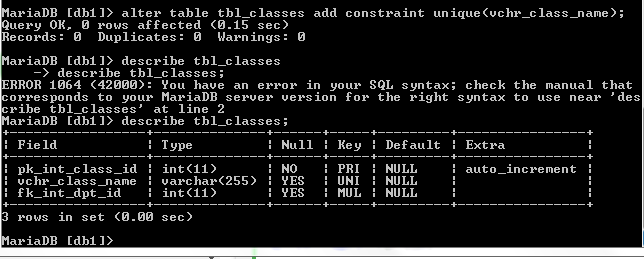 MariaDB [db1]> alter table tbl_classes add constraint unique(vchr_class_name);
Query OK, 0 rows affected (0.15 sec)
Records: 0  Duplicates: 0  Warnings: 0
MariaDB [db1]> describe tbl_classes
    -> describe tbl_classes;
ERROR 1064 (42000): You have an error in your SQL syntax; check the manual that
corresponds to your MariaDB server version for the right syntax to use near 'des
cribe tbl_classes' at line 2
MariaDB [db1]> describe tbl_classes;
+-----------------+--------------+------+-----+---------+----------------+
| Field           | Type         | Null | Key | Default | Extra          |
+-----------------+--------------+------+-----+---------+----------------+
| pk_int_class_id | int(11)      | NO   | PRI | NULL    | auto_increment |
| vchr_class_name | varchar(255) | YES  | UNI | NULL    |                |
| fk_int_dpt_id   | int(11)      | YES  | MUL | NULL    |                |
+-----------------+--------------+------+-----+---------+----------------+
3 rows in set (0.00 sec)
MariaDB [db1]>